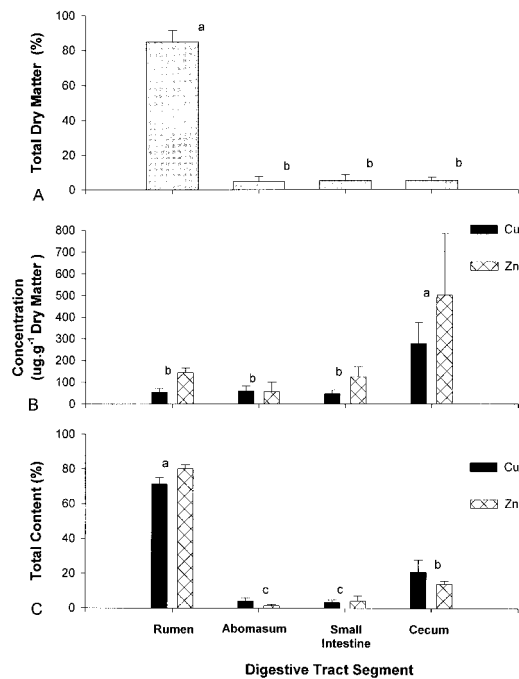 100
80
60
40
20
0
Total Dry Matter (%)
A
a
b
b
b
800
700
600
500
400
300
200
100
0
Concentration
(ug.g⁻¹ Dry Matter )
B
b
b
b
a
Cu
Zn
100
80
60
40
20
0
Total Content (%)
C
a
c
c
b
Cu
Zn
Rumen
Abomasum
Small
Intestine
Cecum
Digestive Tract Segment